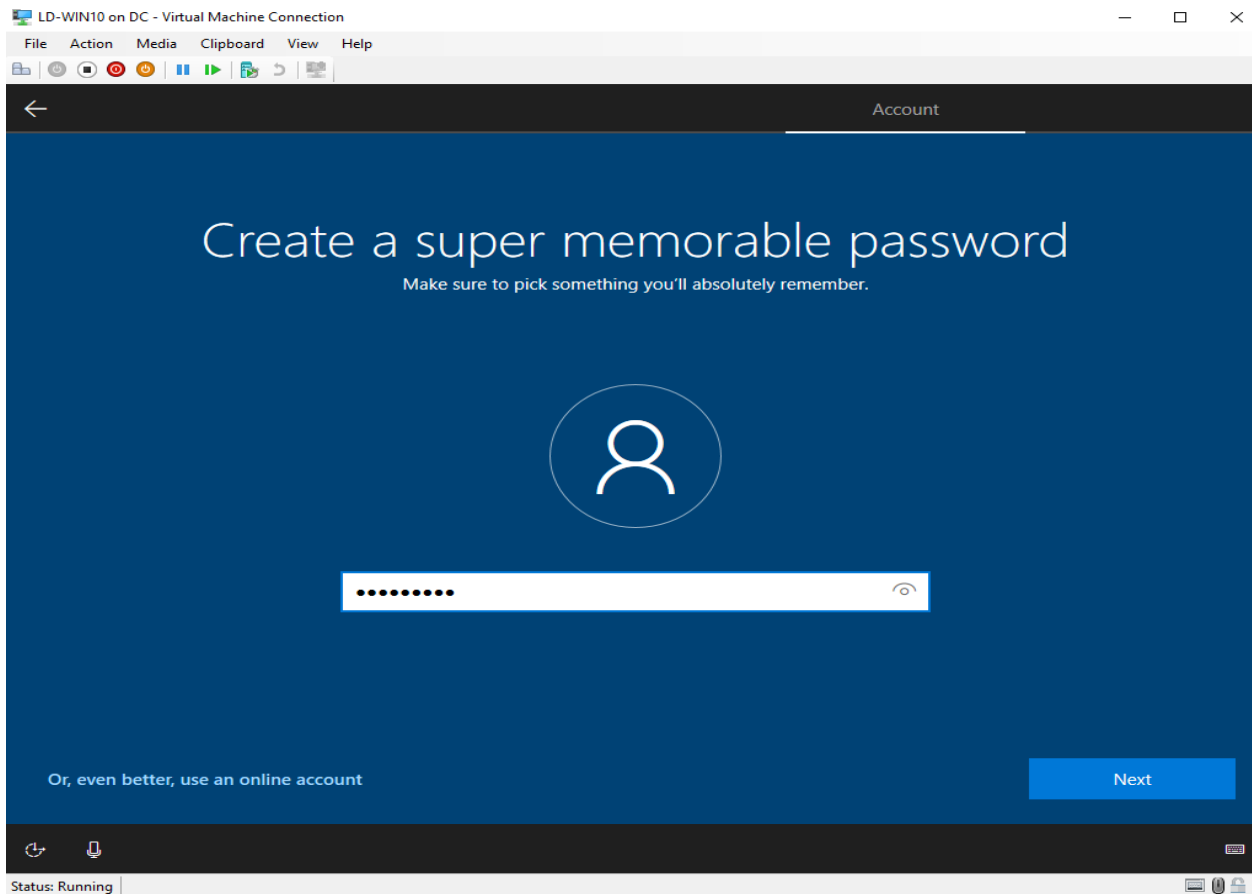 LD-WIN10 on DC - Virtual Machine Connection
File Action Media Clipboard View Help
Account
Create a super memorable password
Make sure to pick something you'll absolutely remember.
•••••••••
Or, even better, use an online account
Next
Status: Running